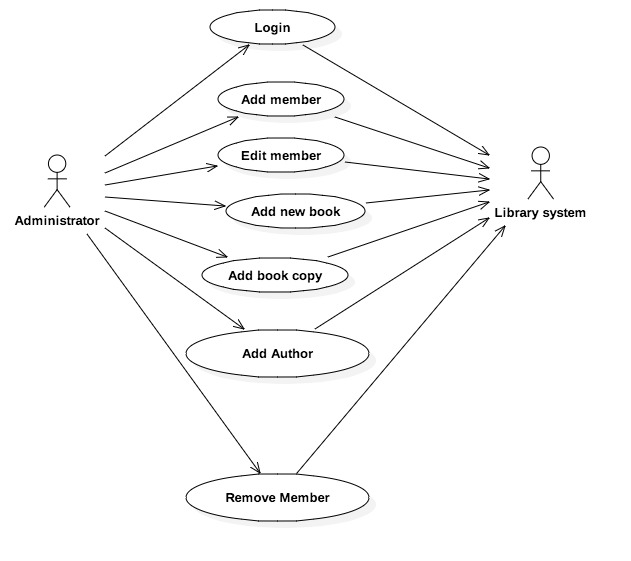 Login
Add member
Edit member
Add new book
Administrator
Library system
Add book copy
Add Author
Remove Member